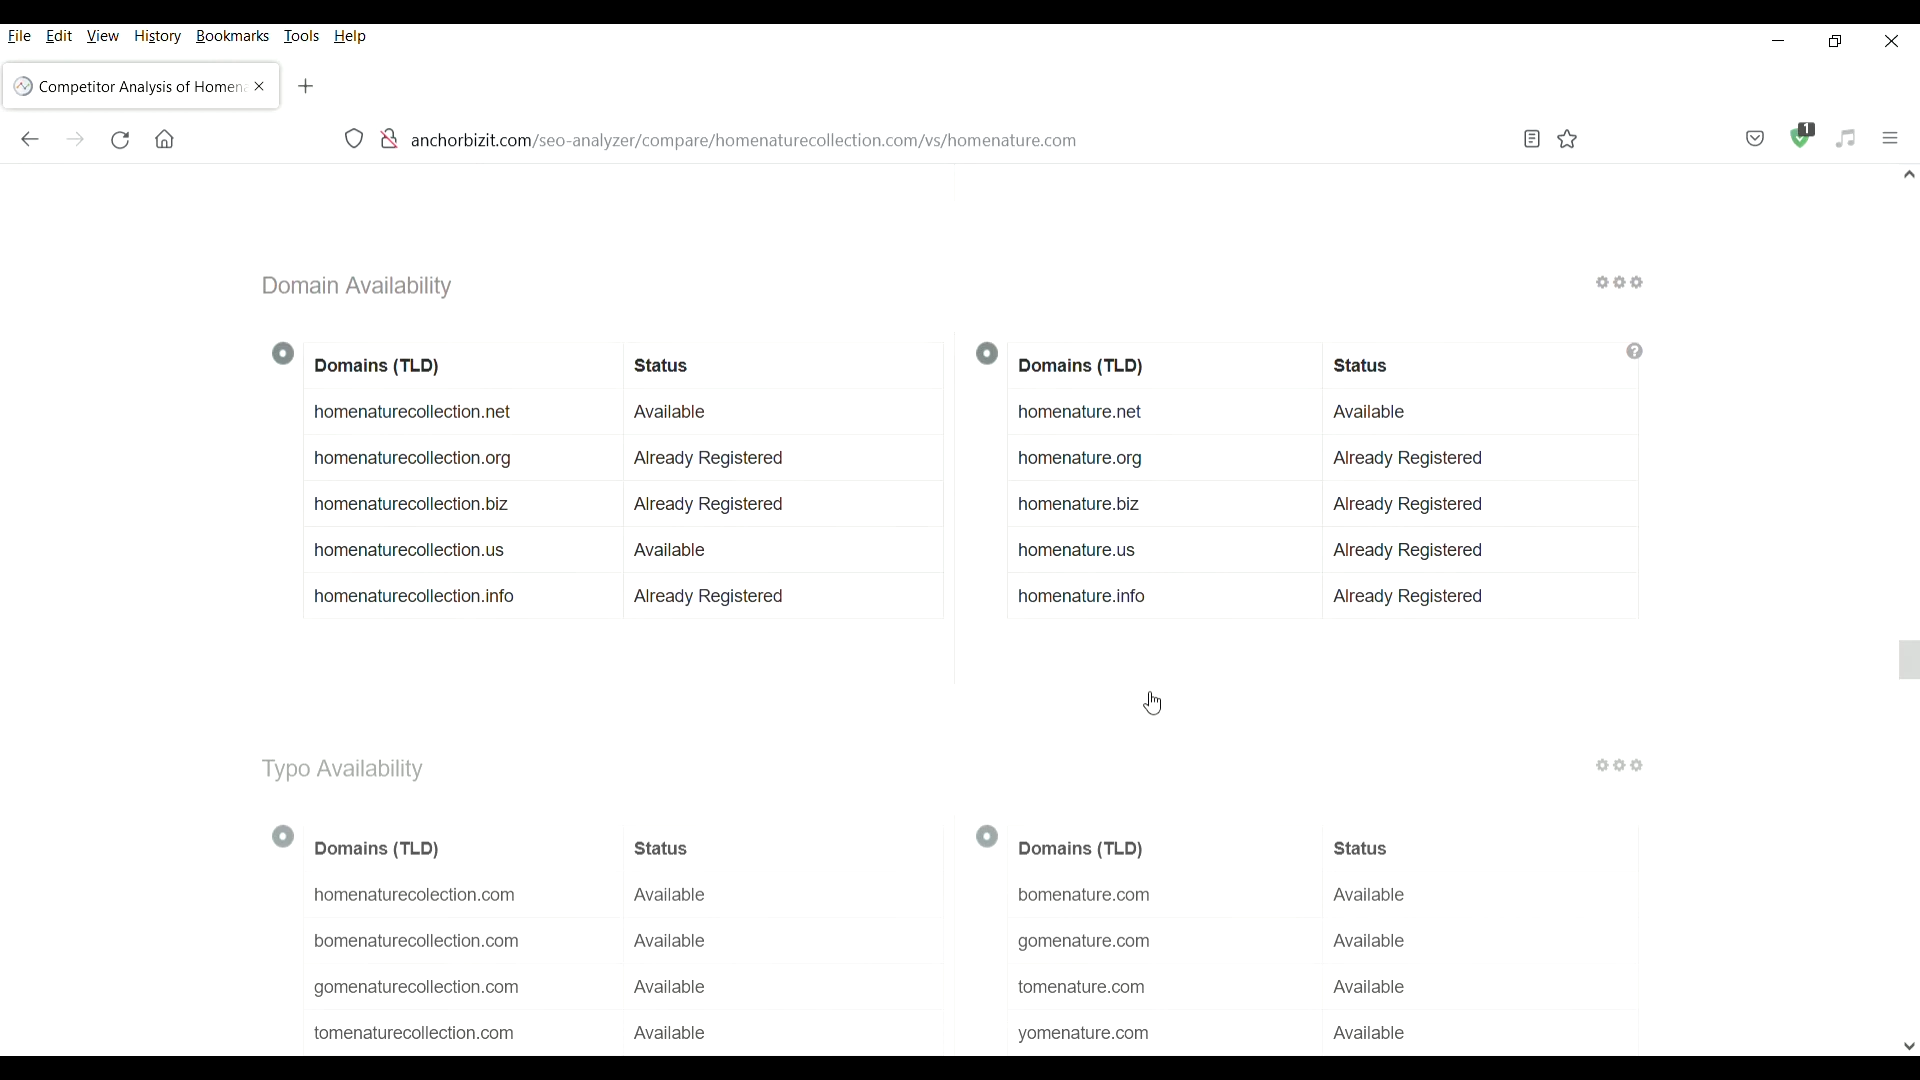 File Edit View History Bookmarks Tools Help
Competitor Analysis of Homena
anchorbizit.com/seo-analyzer/compare/homenaturecollection.com/vs/homenature.com
1
Domain Availability
Domains (TLD) Status Domains (TLD) Status ?
homenaturecollection.net Available homenature.net Available
homenaturecollection.org Already Registered homenature.org Already Registered
homenaturecollection.biz Already Registered homenature.biz Already Registered
homenaturecollection.us Available homenature.us Already Registered
homenaturecollection.info Already Registered homenature.info Already Registered
Typo Availability
Domains (TLD) Status Domains (TLD) Status
homenaturecolection.com Available bomenature.com Available
bomenaturecollection.com Available gomenature.com Available
gomenaturecollection.com Available tomenature.com Available
tomenaturecollection.com Available yomenature.com Available